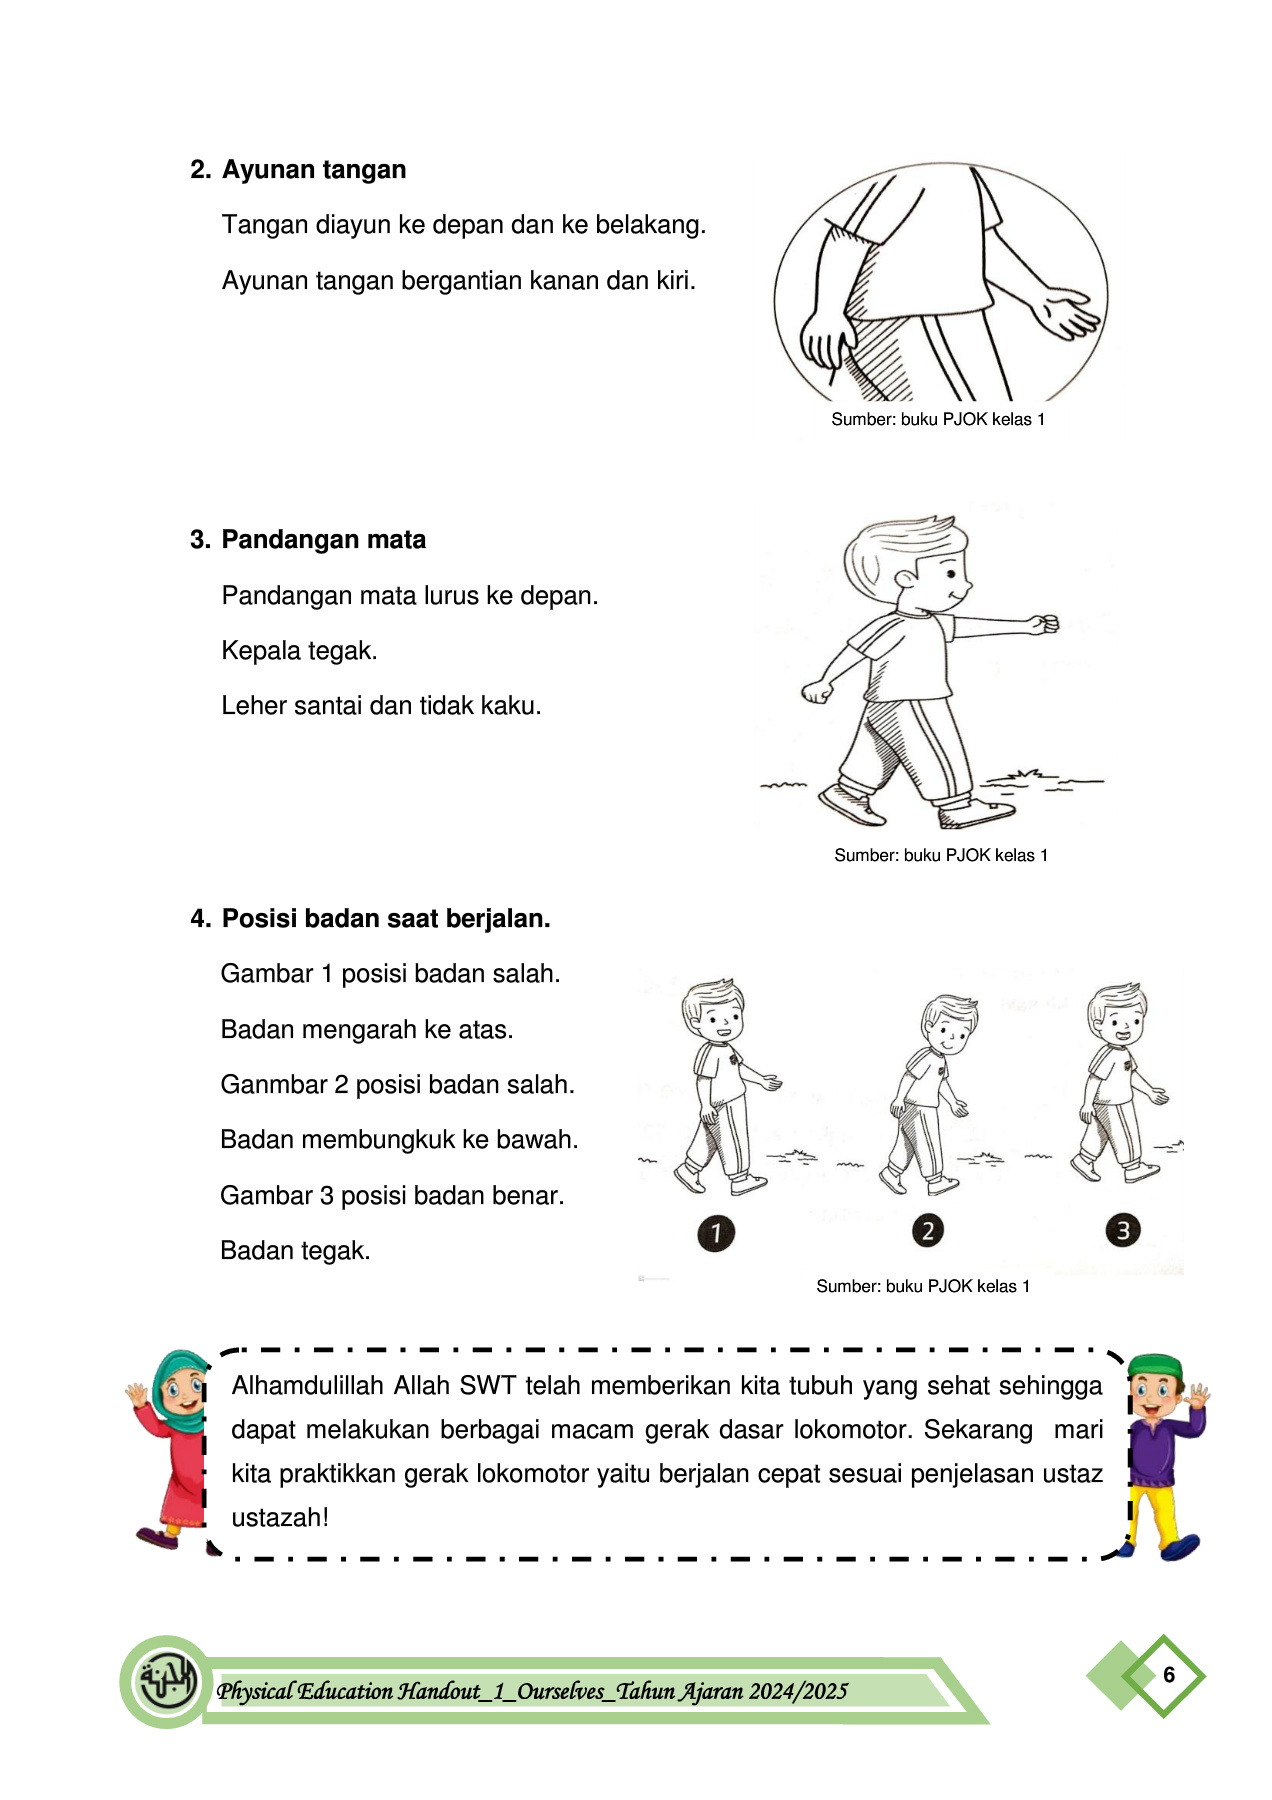 2. Ayunan tangan
Tangan diayun ke depan dan ke belakang.
Ayunan tangan bergantian kanan dan kiri.
Sumber: buku PJOK kelas 1
3. Pandangan mata
Pandangan mata lurus ke depan.
Kepala tegak.
Leher santai dan tidak kaku.
Sumber: buku PJOK kelas 1
4. Posisi badan saat berjalan.
Gambar 1 posisi badan salah.
Badan mengarah ke atas.
Ganmbar 2 posisi badan salah.
Badan membungkuk ke bawah.
Gambar 3 posisi badan benar.
Badan tegak.
1 2 3
Sumber: buku PJOK kelas 1
Alhamdulillah Allah SWT telah memberikan kita tubuh yang sehat sehingga
dapat melakukan berbagai macam gerak dasar lokomotor. Sekarang mari
kita praktikkan gerak lokomotor yaitu berjalan cepat sesuai penjelasan ustaz
ustazah!
Physical Education Handout_1_Ourselves_Tahun Ajaran 2024/2025
6